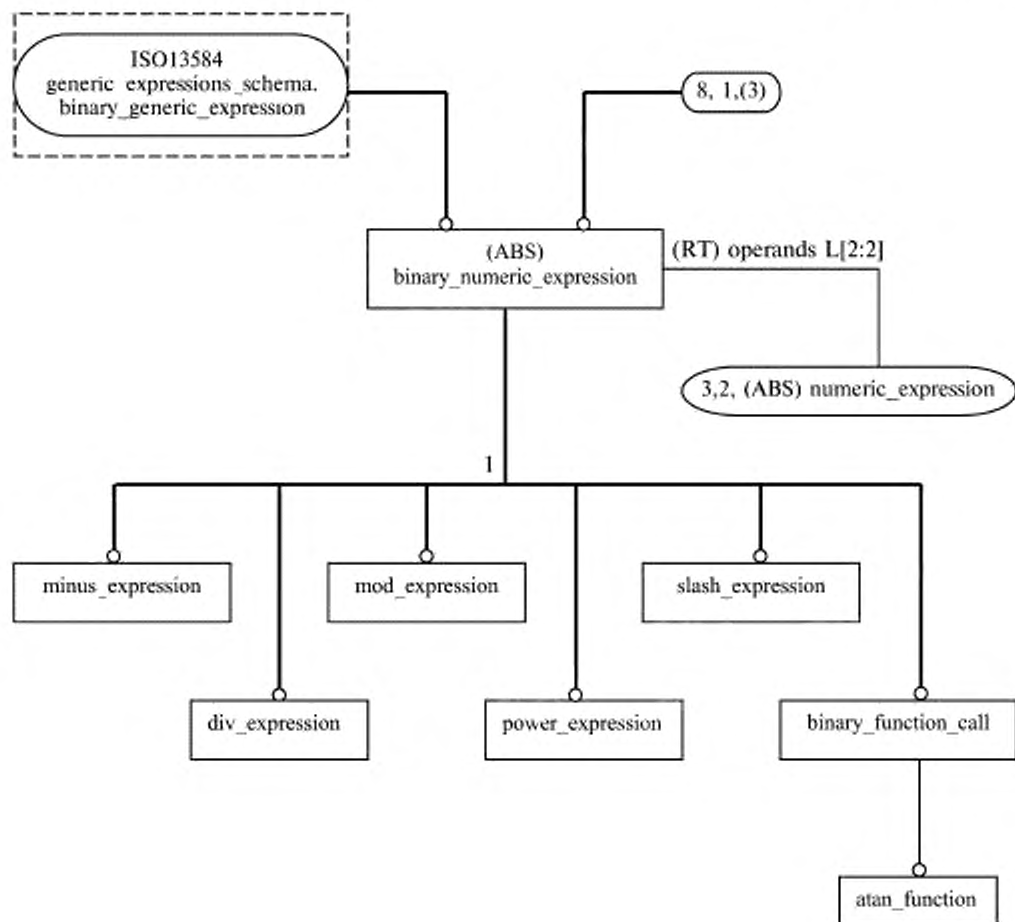 ISO13584
generic expressions_schema.
binary_generic_expression
8, 1,(3)
(ABS)
binary_numeric_expression
(RT) operands L[2:2]
3,2, (ABS) numeric_expression
1
minus_expression
mod_expression
slash_expression
div_expression
power_expression
binary_function_call
atan_function